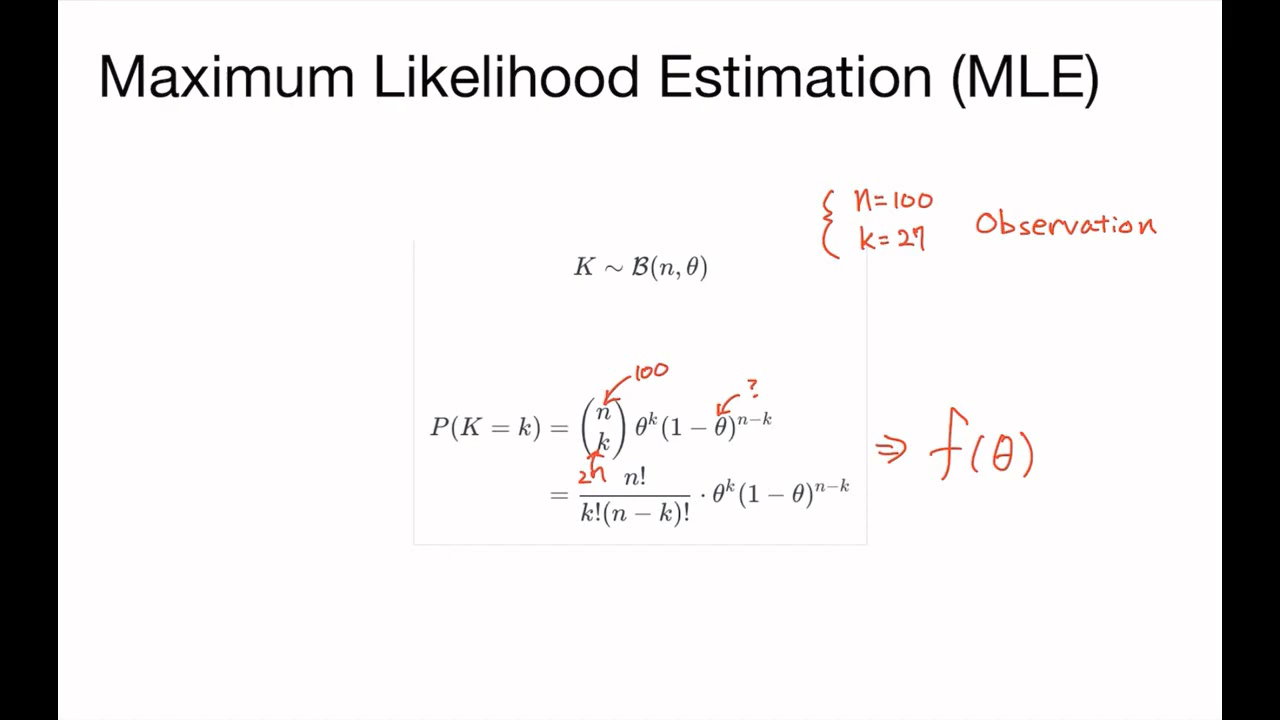 Maximum Likelihood Estimation (MLE)
{ n=100
k=27
Observation
K ∼ B(n, θ)
100
?
P(K = k) = (n k) θ^k (1 − θ)^{n−k}
⇒ f(θ)
27
= n! / k!(n − k)! · θ^k (1 − θ)^{n−k}